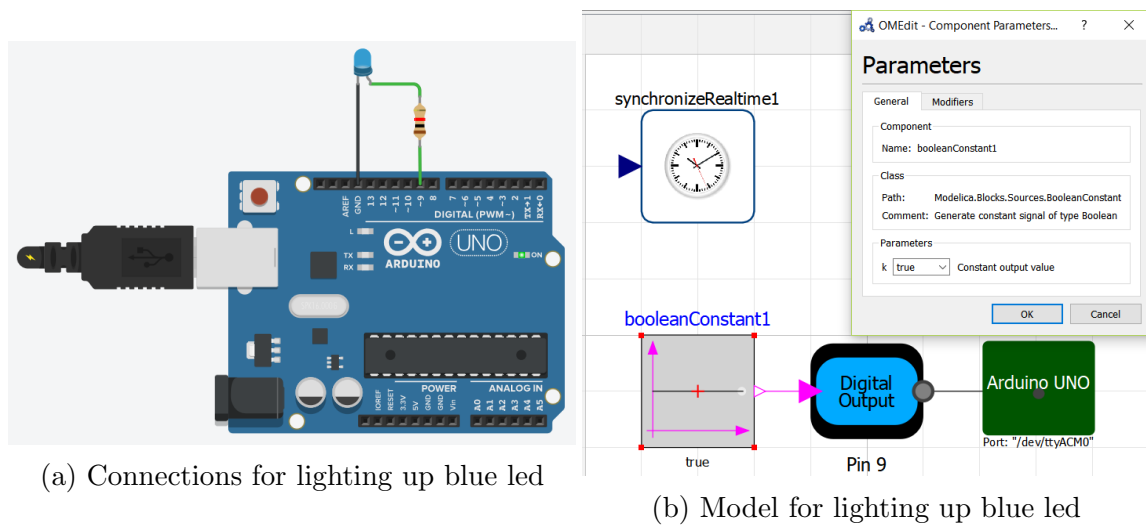 AREF
GND
13
12
~11
~10
~9
8
7
~6
~5
4
~3
2
TX→1
RX←0
DIGITAL (PWM~)
L
TX
RX
UNO
ARDUINO
ON
POWER
ANALOG IN
IOREF
RESET
3.3V
5V
GND
GND
Vin
A0
A1
A2
A3
A4
A5
(a) Connections for lighting up blue led
synchronizeRealtime1
OMEdit - Component Parameters... ? ×
Parameters
General Modifiers
Component
Name: booleanConstant1
Class
Path: Modelica.Blocks.Sources.BooleanConstant
Comment: Generate constant signal of type Boolean
Parameters
k true Constant output value
OK Cancel
booleanConstant1
true
Digital
Output
Pin 9
Arduino UNO
Port: "/dev/ttyACM0"
(b) Model for lighting up blue led